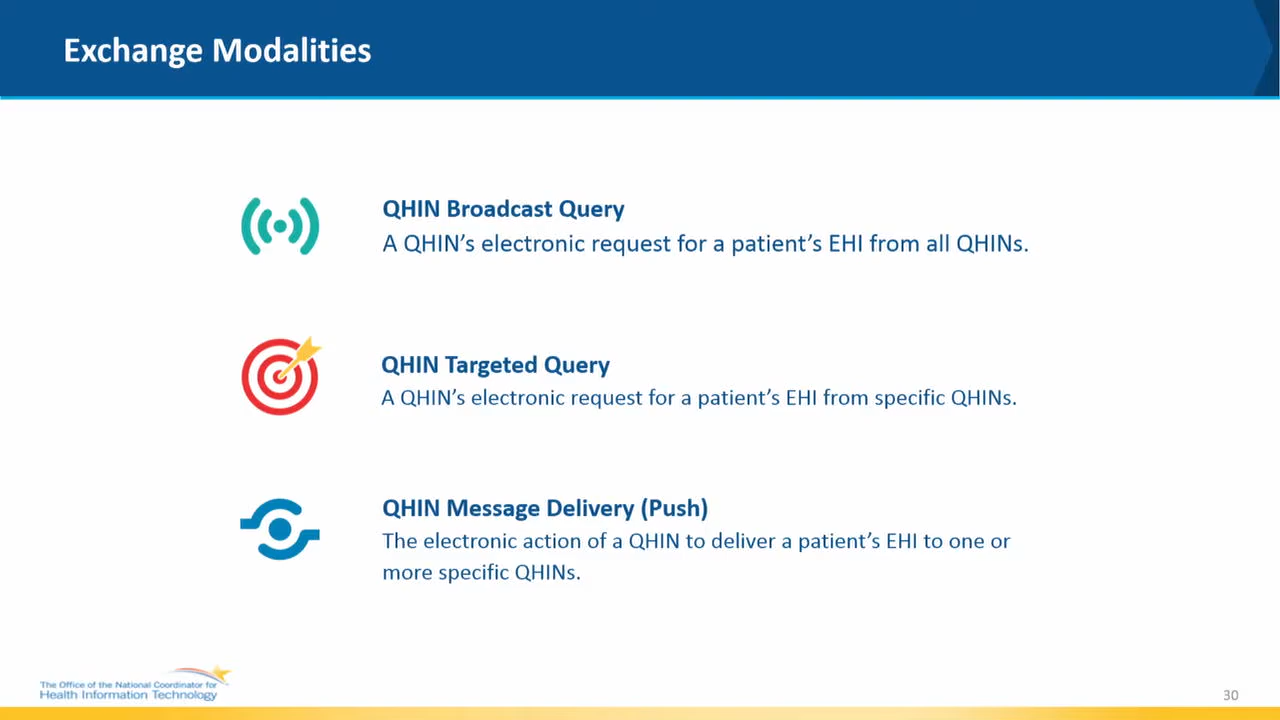 Exchange Modalities
QHIN Broadcast Query
A QHIN’s electronic request for a patient’s EHI from all QHINs.
QHIN Targeted Query
A QHIN’s electronic request for a patient’s EHI from specific QHINs.
QHIN Message Delivery (Push)
The electronic action of a QHIN to deliver a patient’s EHI to one or
more specific QHINs.
The Office of the National Coordinator for
Health Information Technology
30